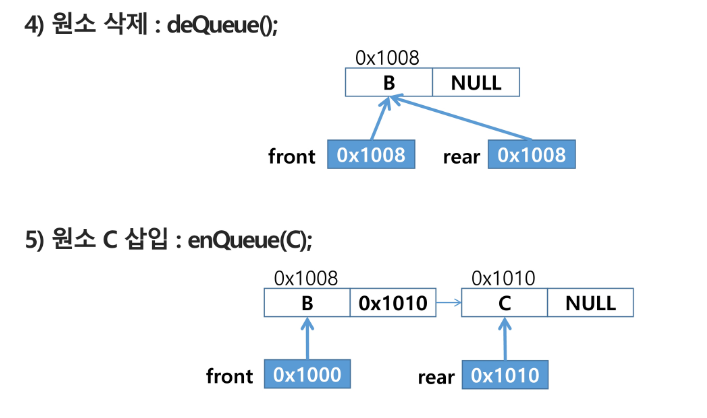 4) 원소 삭제 : deQueue();
0x1008
B NULL
front 0x1008 rear 0x1008
5) 원소 C 삽입 : enQueue(C);
0x1008 0x1010
B 0x1010 C NULL
front 0x1000 rear 0x1010